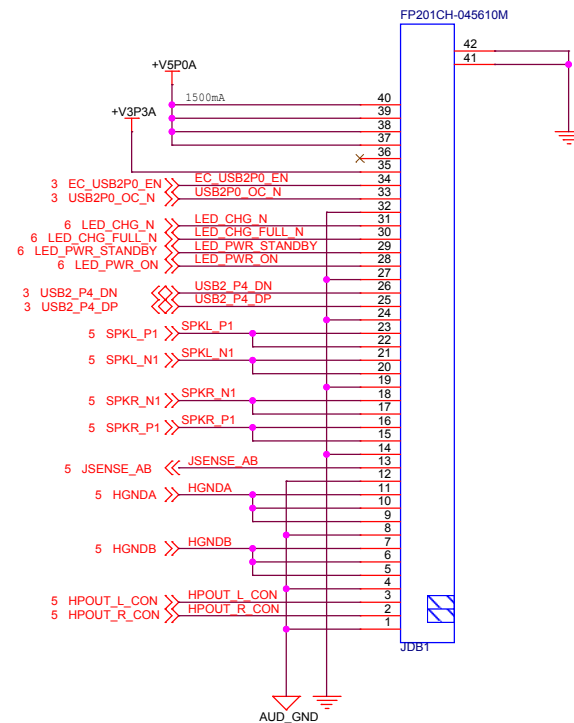 FP201CH-045610M
42
41
+V5P0A
1500mA
40
39
+V3P3A
38
37
36
35
3 EC_USB2P0_EN EC_USB2P0_EN 34
3 USB2P0_OC_N USB2P0_OC_N 33
32
6 LED_CHG_N LED_CHG_N 31
6 LED_CHG_FULL_N LED_CHG_FULL_N 30
6 LED_PWR_STANDBY LED_PWR_STANDBY 29
6 LED_PWR_ON LED_PWR_ON 28
27
3 USB2_P4_DN USB2_P4_DN 26
3 USB2_P4_DP USB2_P4_DP 25
24
5 SPKL_P1 SPKL_P1 23
22
5 SPKL_N1 SPKL_N1 21
20
19
5 SPKR_N1 SPKR_N1 18
17
5 SPKR_P1 SPKR_P1 16
15
14
5 JSENSE_AB JSENSE_AB 13
12
5 HGNDA HGNDA 11
10
9
8
5 HGNDB HGNDB 7
6
5
4
5 HPOUT_L_CON HPOUT_L_CON 3
5 HPOUT_R_CON HPOUT_R_CON 2
1
JDB1
AUD_GND